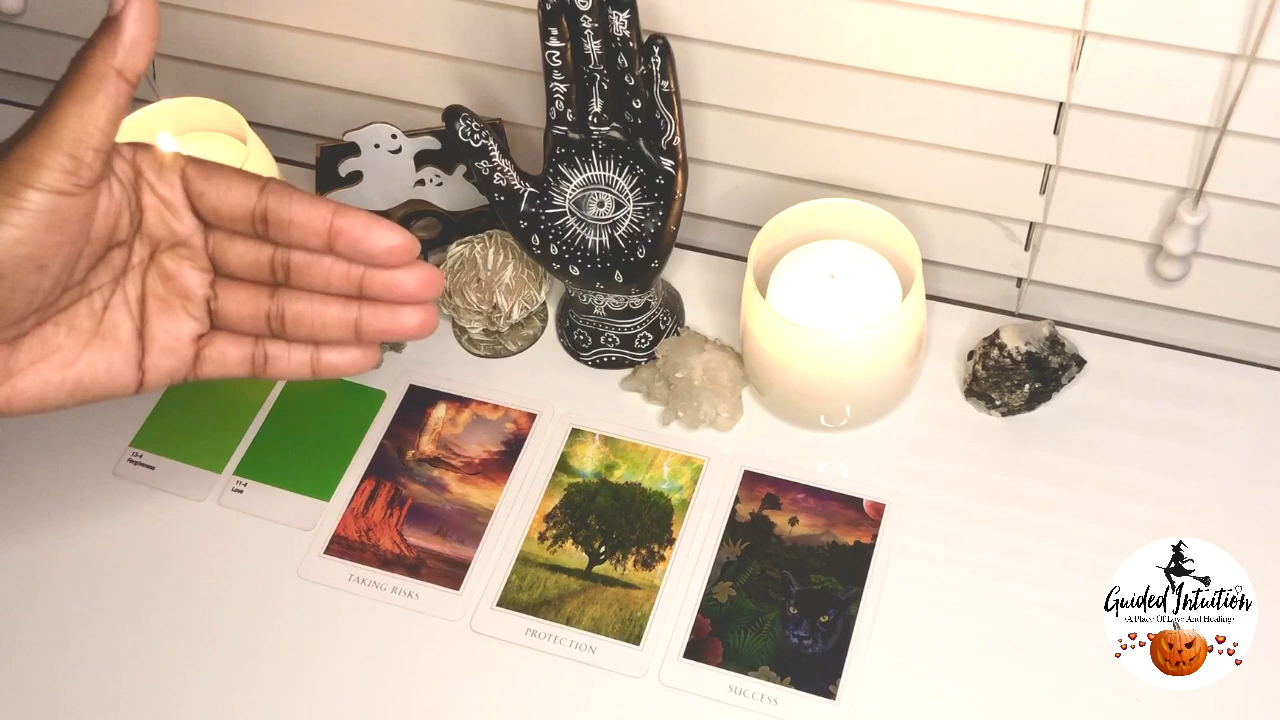 13-4
Forgiveness
11-4
Love
TAKING RISKS
PROTECTION
SUCCESS
Guided Intuition
A Place Of Love And Healing